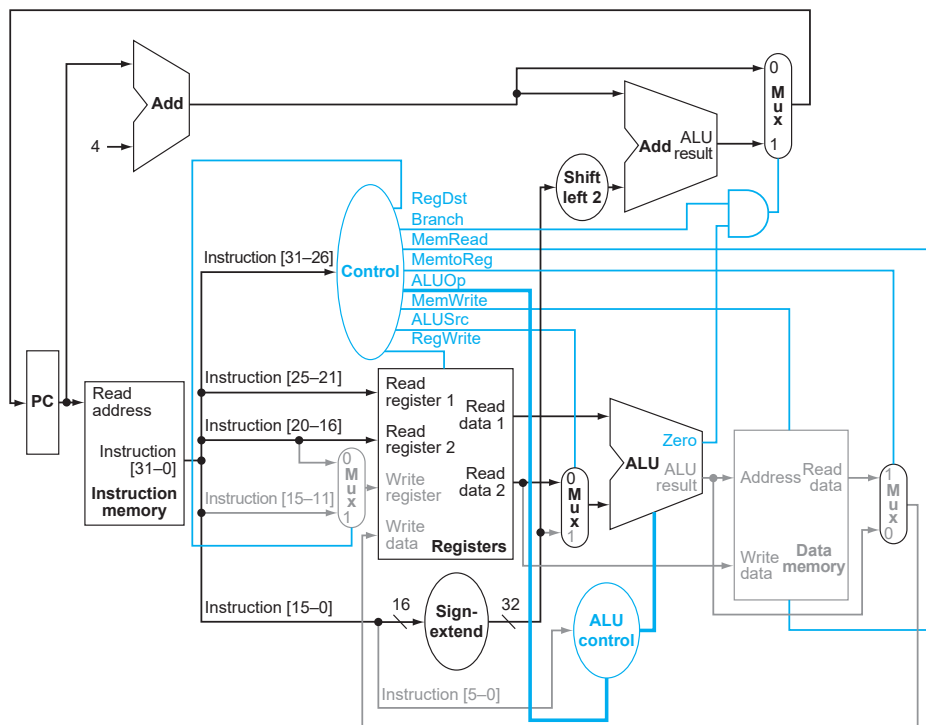 0
M
u
x
1
Add
4
Add
ALU
result
Shift
left 2
RegDst
Branch
MemRead
MemtoReg
ALUOp
MemWrite
ALUSrc
RegWrite
Control
Instruction [31–26]
PC
Read
address
Instruction
[31–0]
Instruction
memory
Instruction [25–21]
Instruction [20–16]
Instruction [15–11]
0
M
u
x
1
Read
register 1
Read
register 2
Write
register
Write
data
Read
data 1
Read
data 2
Registers
0
M
u
x
1
Zero
ALU
ALU
result
Address
Read
data
Write
data
Data
memory
1
M
u
x
0
Instruction [15–0]
16
Sign-
extend
32
ALU
control
Instruction [5–0]